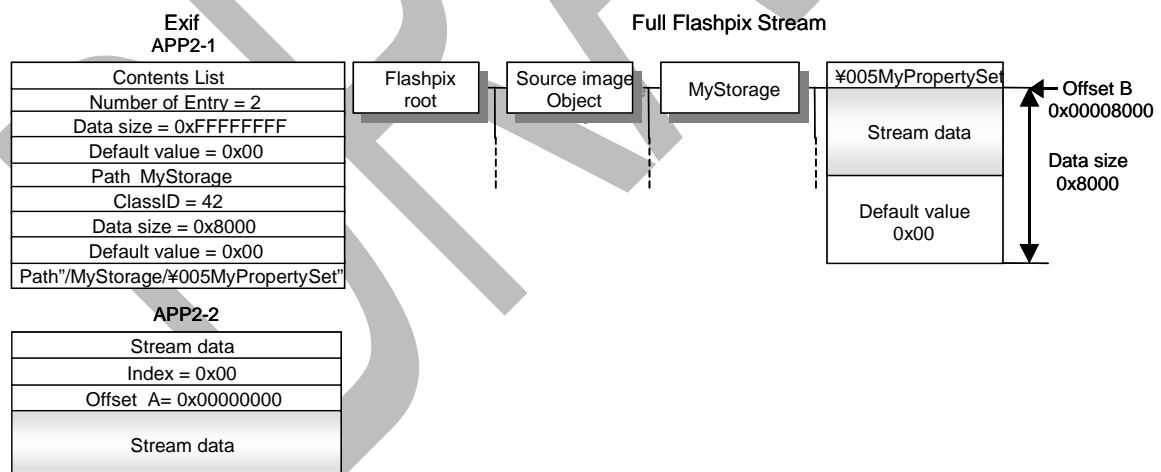 Exif
APP2-1
Contents List
Number of Entry = 2
Data size = 0xFFFFFFFF
Default value = 0x00
Path MyStorage
ClassID = 42
Data size = 0x8000
Default value = 0x00
Path"/MyStorage/¥005MyPropertySet"
APP2-2
Stream data
Index = 0x00
Offset A= 0x00000000
Stream data
Full Flashpix Stream
Flashpix
root
Source image
Object
MyStorage
¥005MyPropertySet
Stream data
Default value
0x00
Offset B
0x00008000
Data size
0x8000